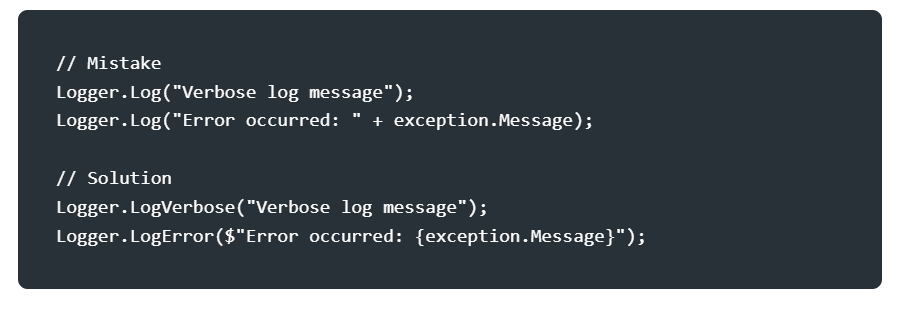 // Mistake
Logger.Log("Verbose log message");
Logger.Log("Error occurred: " + exception.Message);
// Solution
Logger.LogVerbose("Verbose log message");
Logger.LogError($"Error occurred: {exception.Message}");